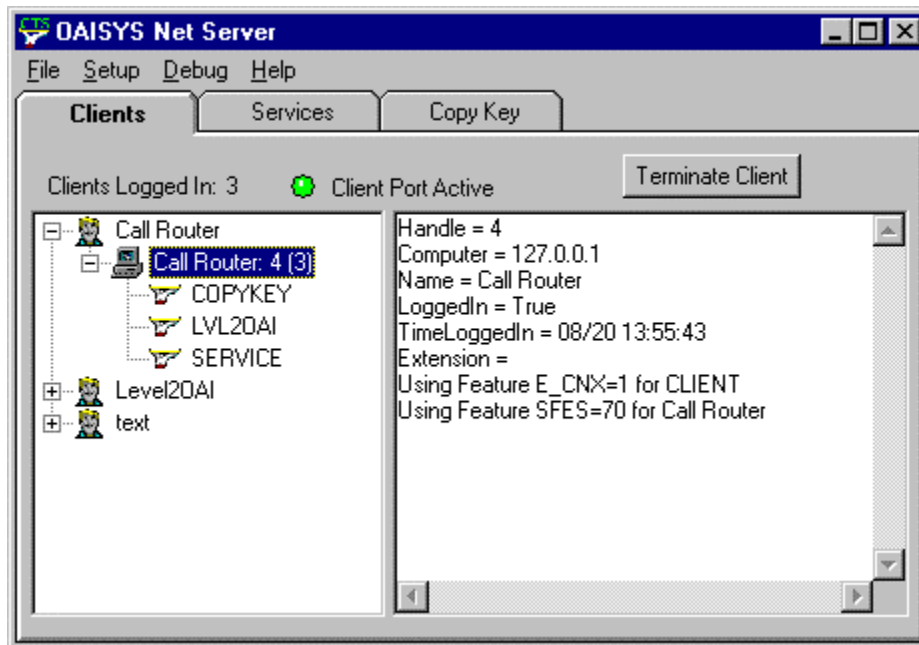 CTS OAISYS Net Server
File Setup Debug Help
Clients Services Copy Key
Clients Logged In: 3 Client Port Active Terminate Client
Call Router
Call Router: 4 (3)
COPYKEY
LVL2OAI
SERVICE
Level2OAI
text
Handle = 4
Computer = 127.0.0.1
Name = Call Router
LoggedIn = True
TimeLoggedIn = 08/20 13:55:43
Extension =
Using Feature E_CNX=1 for CLIENT
Using Feature SFES=70 for Call Router